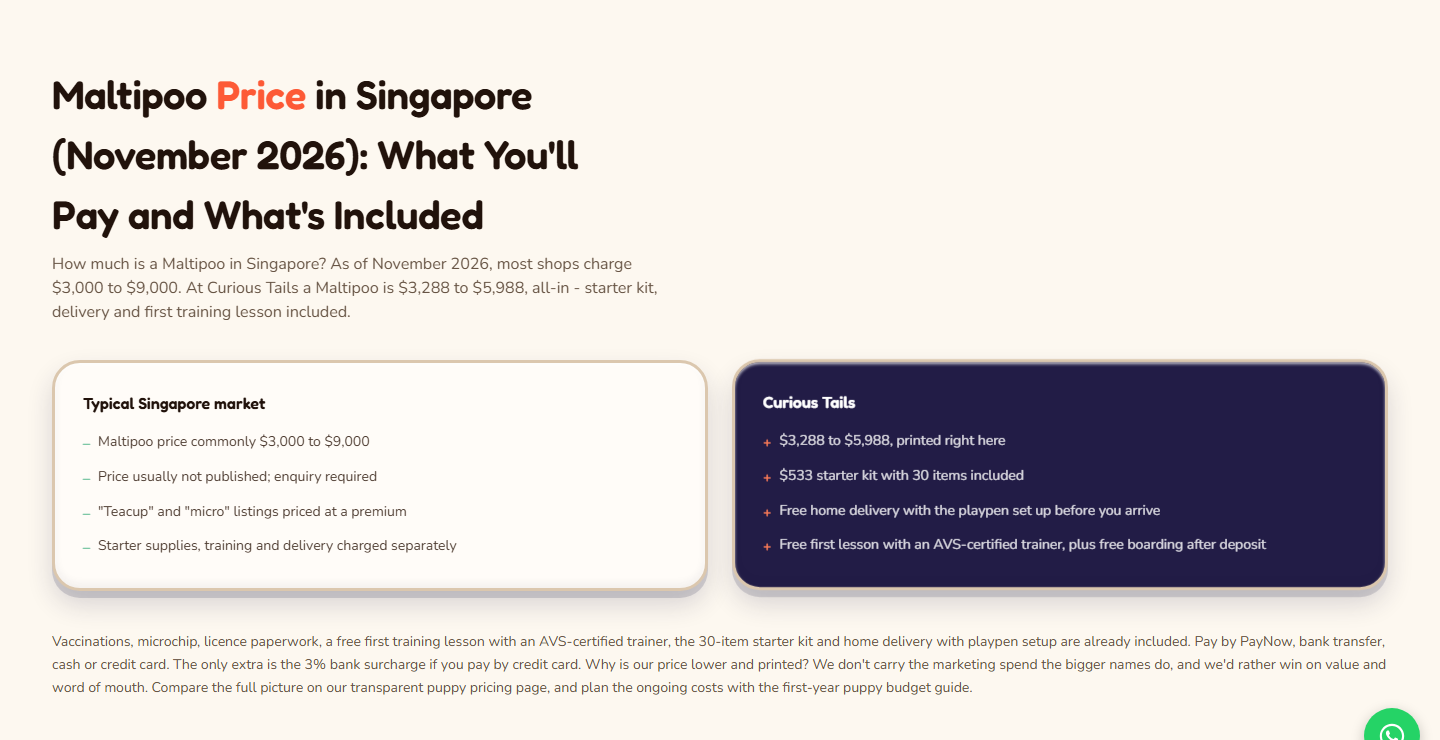 Maltipoo Price in Singapore
(November 2026): What You'll
Pay and What's Included
How much is a Maltipoo in Singapore? As of November 2026, most shops charge
$3,000 to $9,000. At Curious Tails a Maltipoo is $3,288 to $5,988, all-in - starter kit,
delivery and first training lesson included.
Typical Singapore market
– Maltipoo price commonly $3,000 to $9,000
– Price usually not published; enquiry required
– "Teacup" and "micro" listings priced at a premium
– Starter supplies, training and delivery charged separately
Curious Tails
+ $3,288 to $5,988, printed right here
+ $533 starter kit with 30 items included
+ Free home delivery with the playpen set up before you arrive
+ Free first lesson with an AVS-certified trainer, plus free boarding after deposit
Vaccinations, microchip, licence paperwork, a free first training lesson with an AVS-certified trainer, the 30-item starter kit and home delivery with playpen setup are already included. Pay by PayNow, bank transfer,
cash or credit card. The only extra is the 3% bank surcharge if you pay by credit card. Why is our price lower and printed? We don't carry the marketing spend the bigger names do, and we'd rather win on value and
word of mouth. Compare the full picture on our transparent puppy pricing page, and plan the ongoing costs with the first-year puppy budget guide.